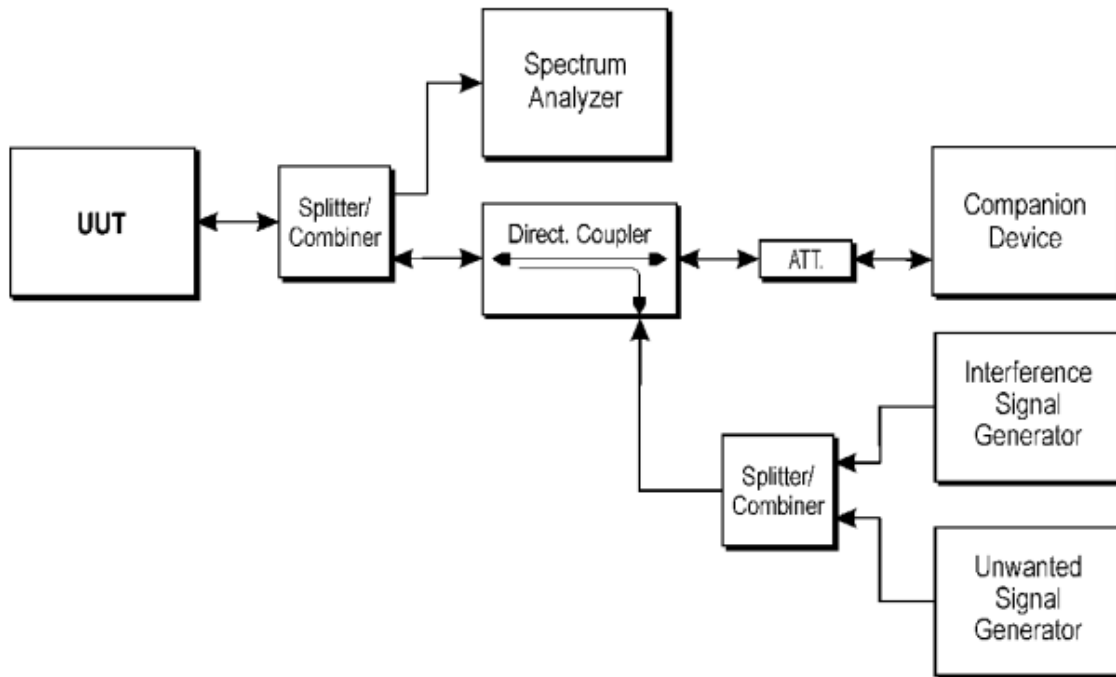 Spectrum
Analyzer
UUT
Splitter/
Combiner
Direct. Coupler
ATT.
Companion
Device
Interference
Signal
Generator
Splitter/
Combiner
Unwanted
Signal
Generator